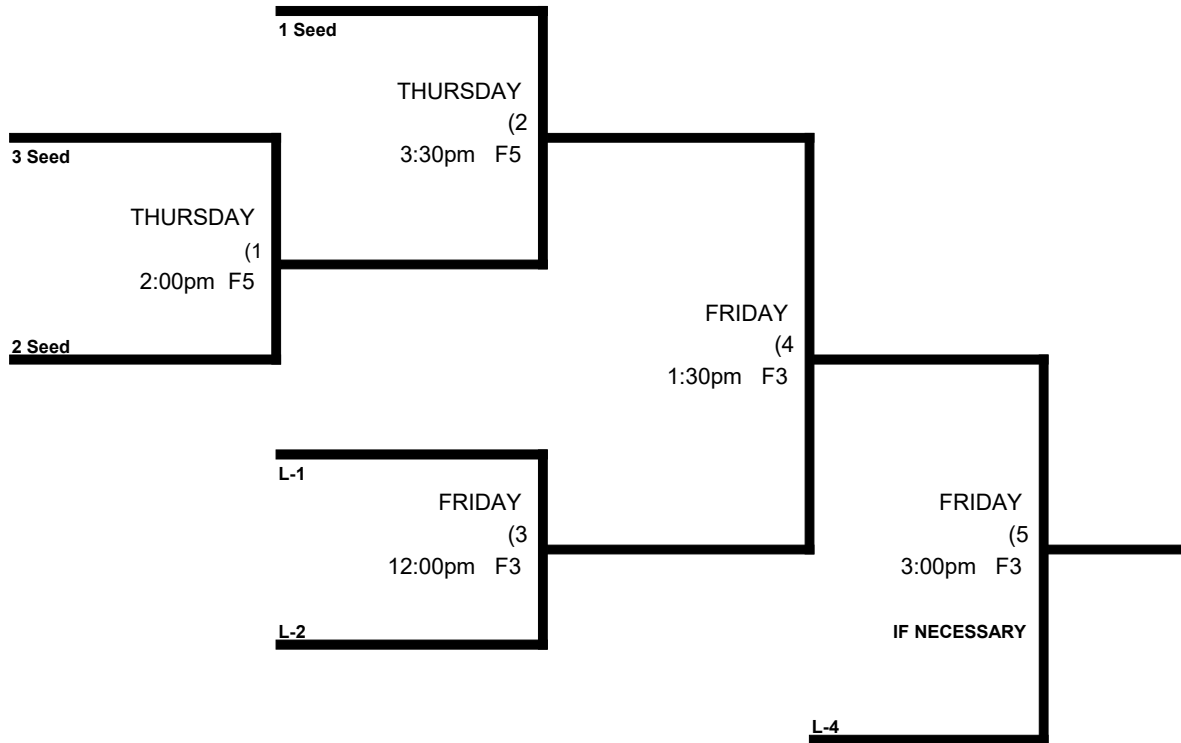 1 Seed
THURSDAY
(2
3:30pm F5
3 Seed
THURSDAY
(1
2:00pm F5
2 Seed
FRIDAY
(4
1:30pm F3
L-1
FRIDAY
(3
12:00pm F3
L-2
FRIDAY
(5
3:00pm F3
IF NECESSARY
L-4